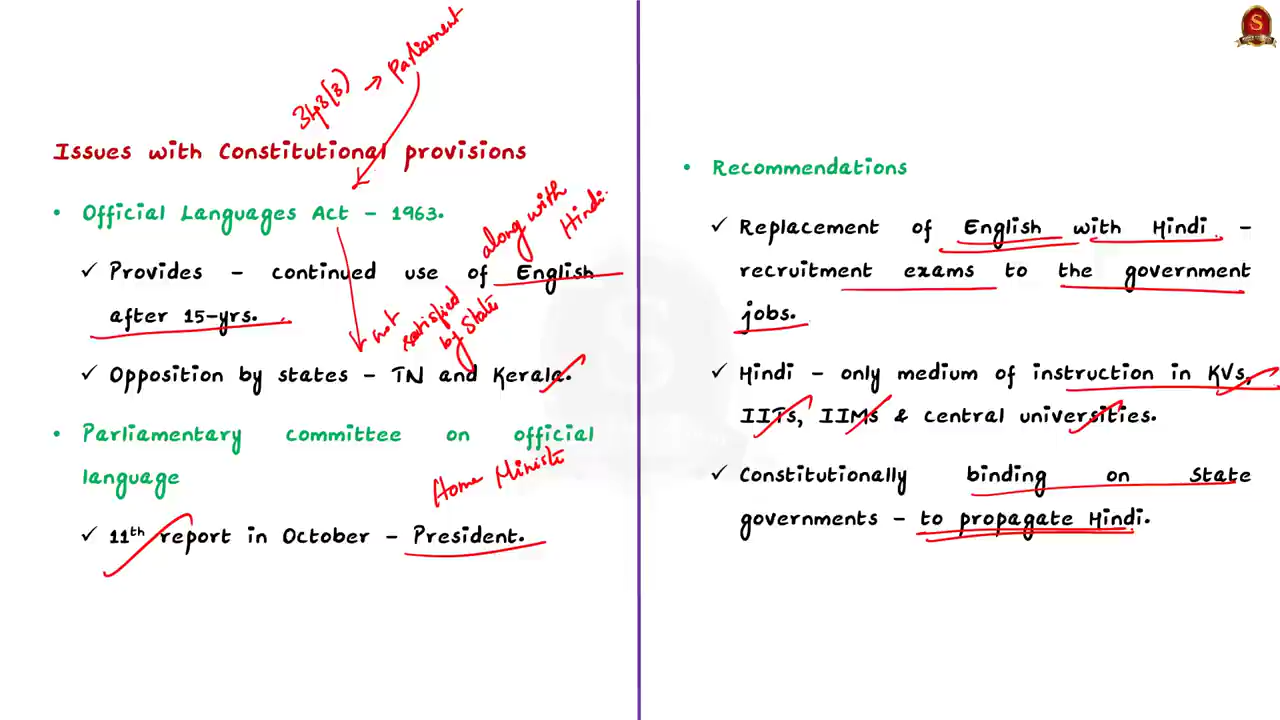 343(3) → Parliament
Issues with Constitutional provisions
• Official Languages Act - 1963.
along with
Hindi.
✓ Provides - continued use of English
after 15-yrs.
not
satisfied
by State
✓ Opposition by states - TN and Kerala.
• Parliamentary committee on official
language
Home Minister
✓ 11th report in October - President.
• Recommendations
✓ Replacement of English with Hindi -
recruitment exams to the government
jobs.
✓ Hindi - only medium of instruction in KVs,
IITs, IIMs & central universities.
✓ Constitutionally binding on State
governments - to propagate Hindi.
S